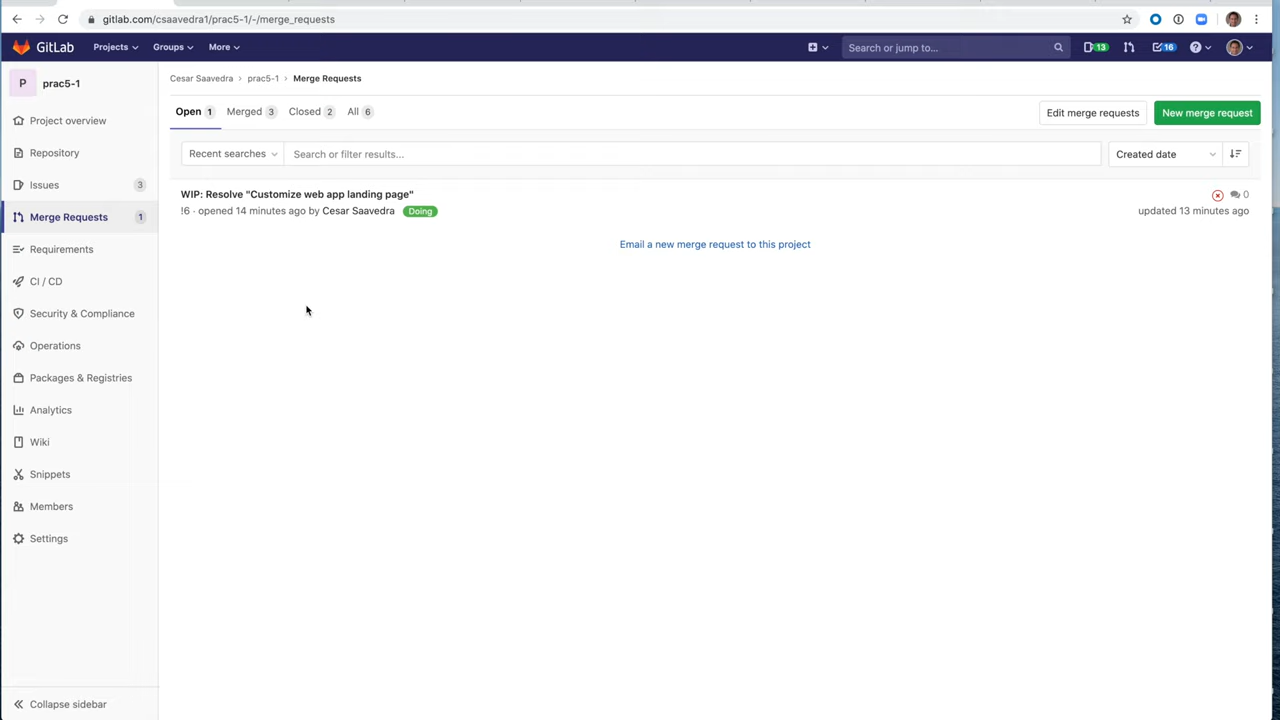 gitlab.com/csaavedra1/prac5-1/-/merge_requests
GitLab Projects Groups More Search or jump to... 13 16
P prac5-1
Cesar Saavedra › prac5-1 › Merge Requests
Open 1 Merged 3 Closed 2 All 6 Edit merge requests New merge request
Recent searches Search or filter results... Created date
WIP: Resolve "Customize web app landing page" 0
!6 · opened 14 minutes ago by Cesar Saavedra Doing updated 13 minutes ago
Email a new merge request to this project
Project overview
Repository
Issues 3
Merge Requests 1
Requirements
CI / CD
Security & Compliance
Operations
Packages & Registries
Analytics
Wiki
Snippets
Members
Settings
Collapse sidebar